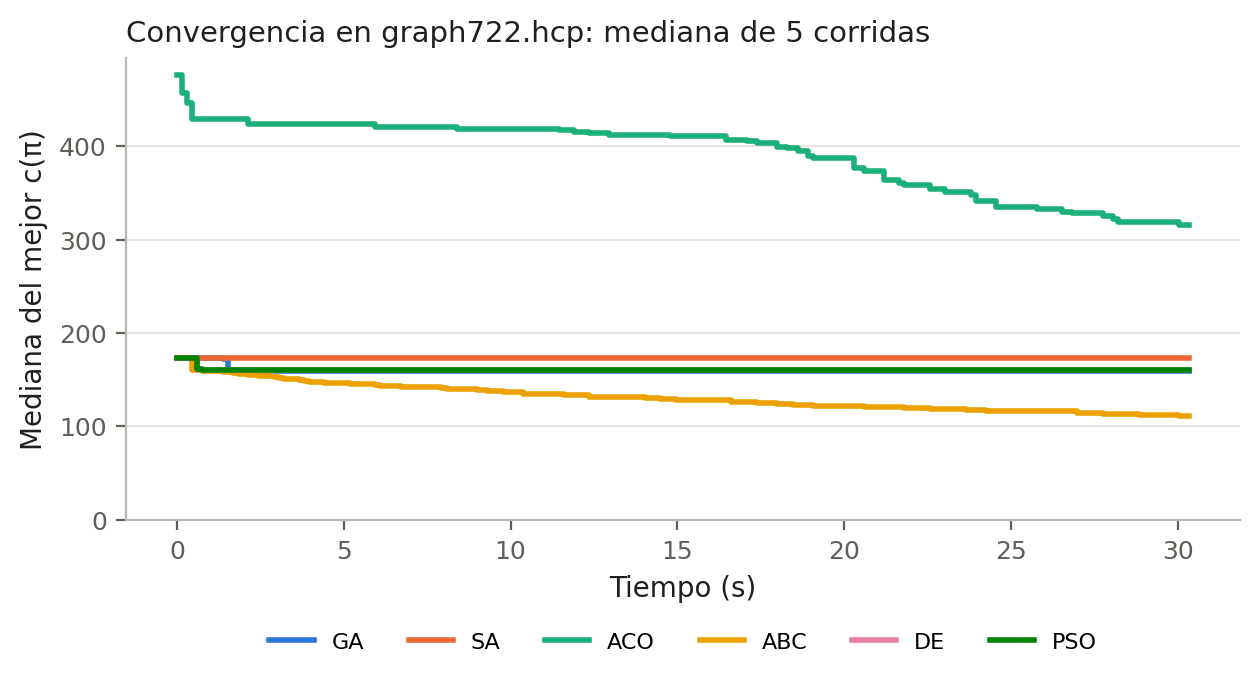 Convergencia en graph722.hcp: mediana de 5 corridas
Mediana del mejor c(π)
400
300
200
100
0
0 5 10 15 20 25 30
Tiempo (s)
GA SA ACO ABC DE PSO